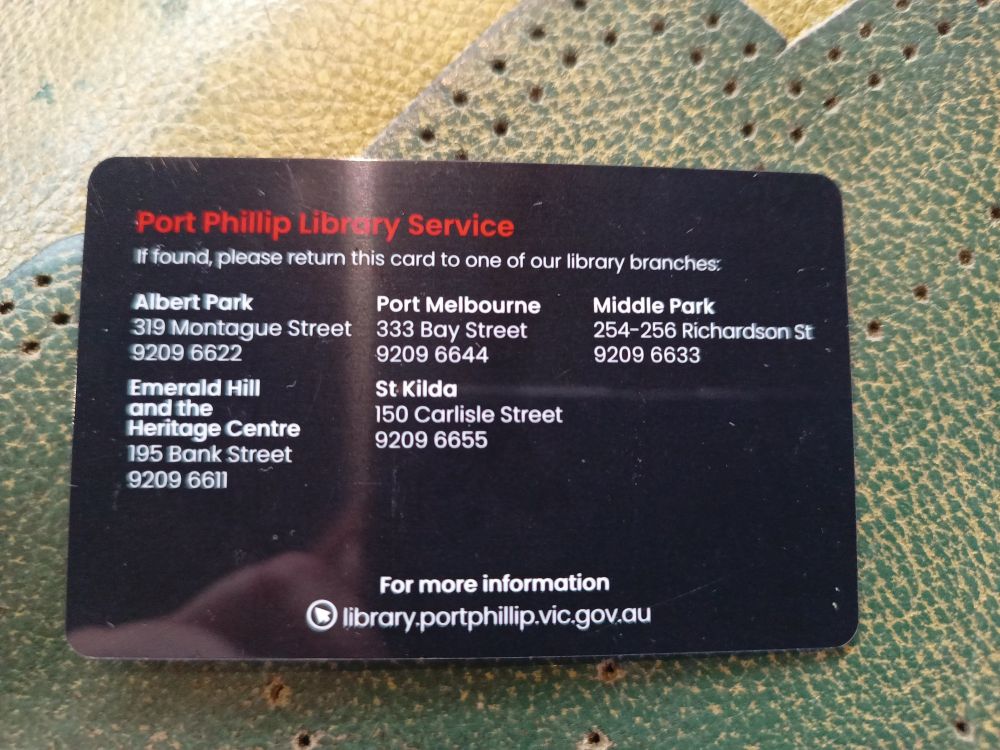 Port Phillip Library Service
If found, please return this card to one of our library branches:
Albert Park
319 Montague Street
9209 6622
Port Melbourne
333 Bay Street
9209 6644
Middle Park
254-256 Richardson St
9209 6633
Emerald Hill
and the
Heritage Centre
195 Bank Street
9209 6611
St Kilda
150 Carlisle Street
9209 6655
For more information
library.portphillip.vic.gov.au